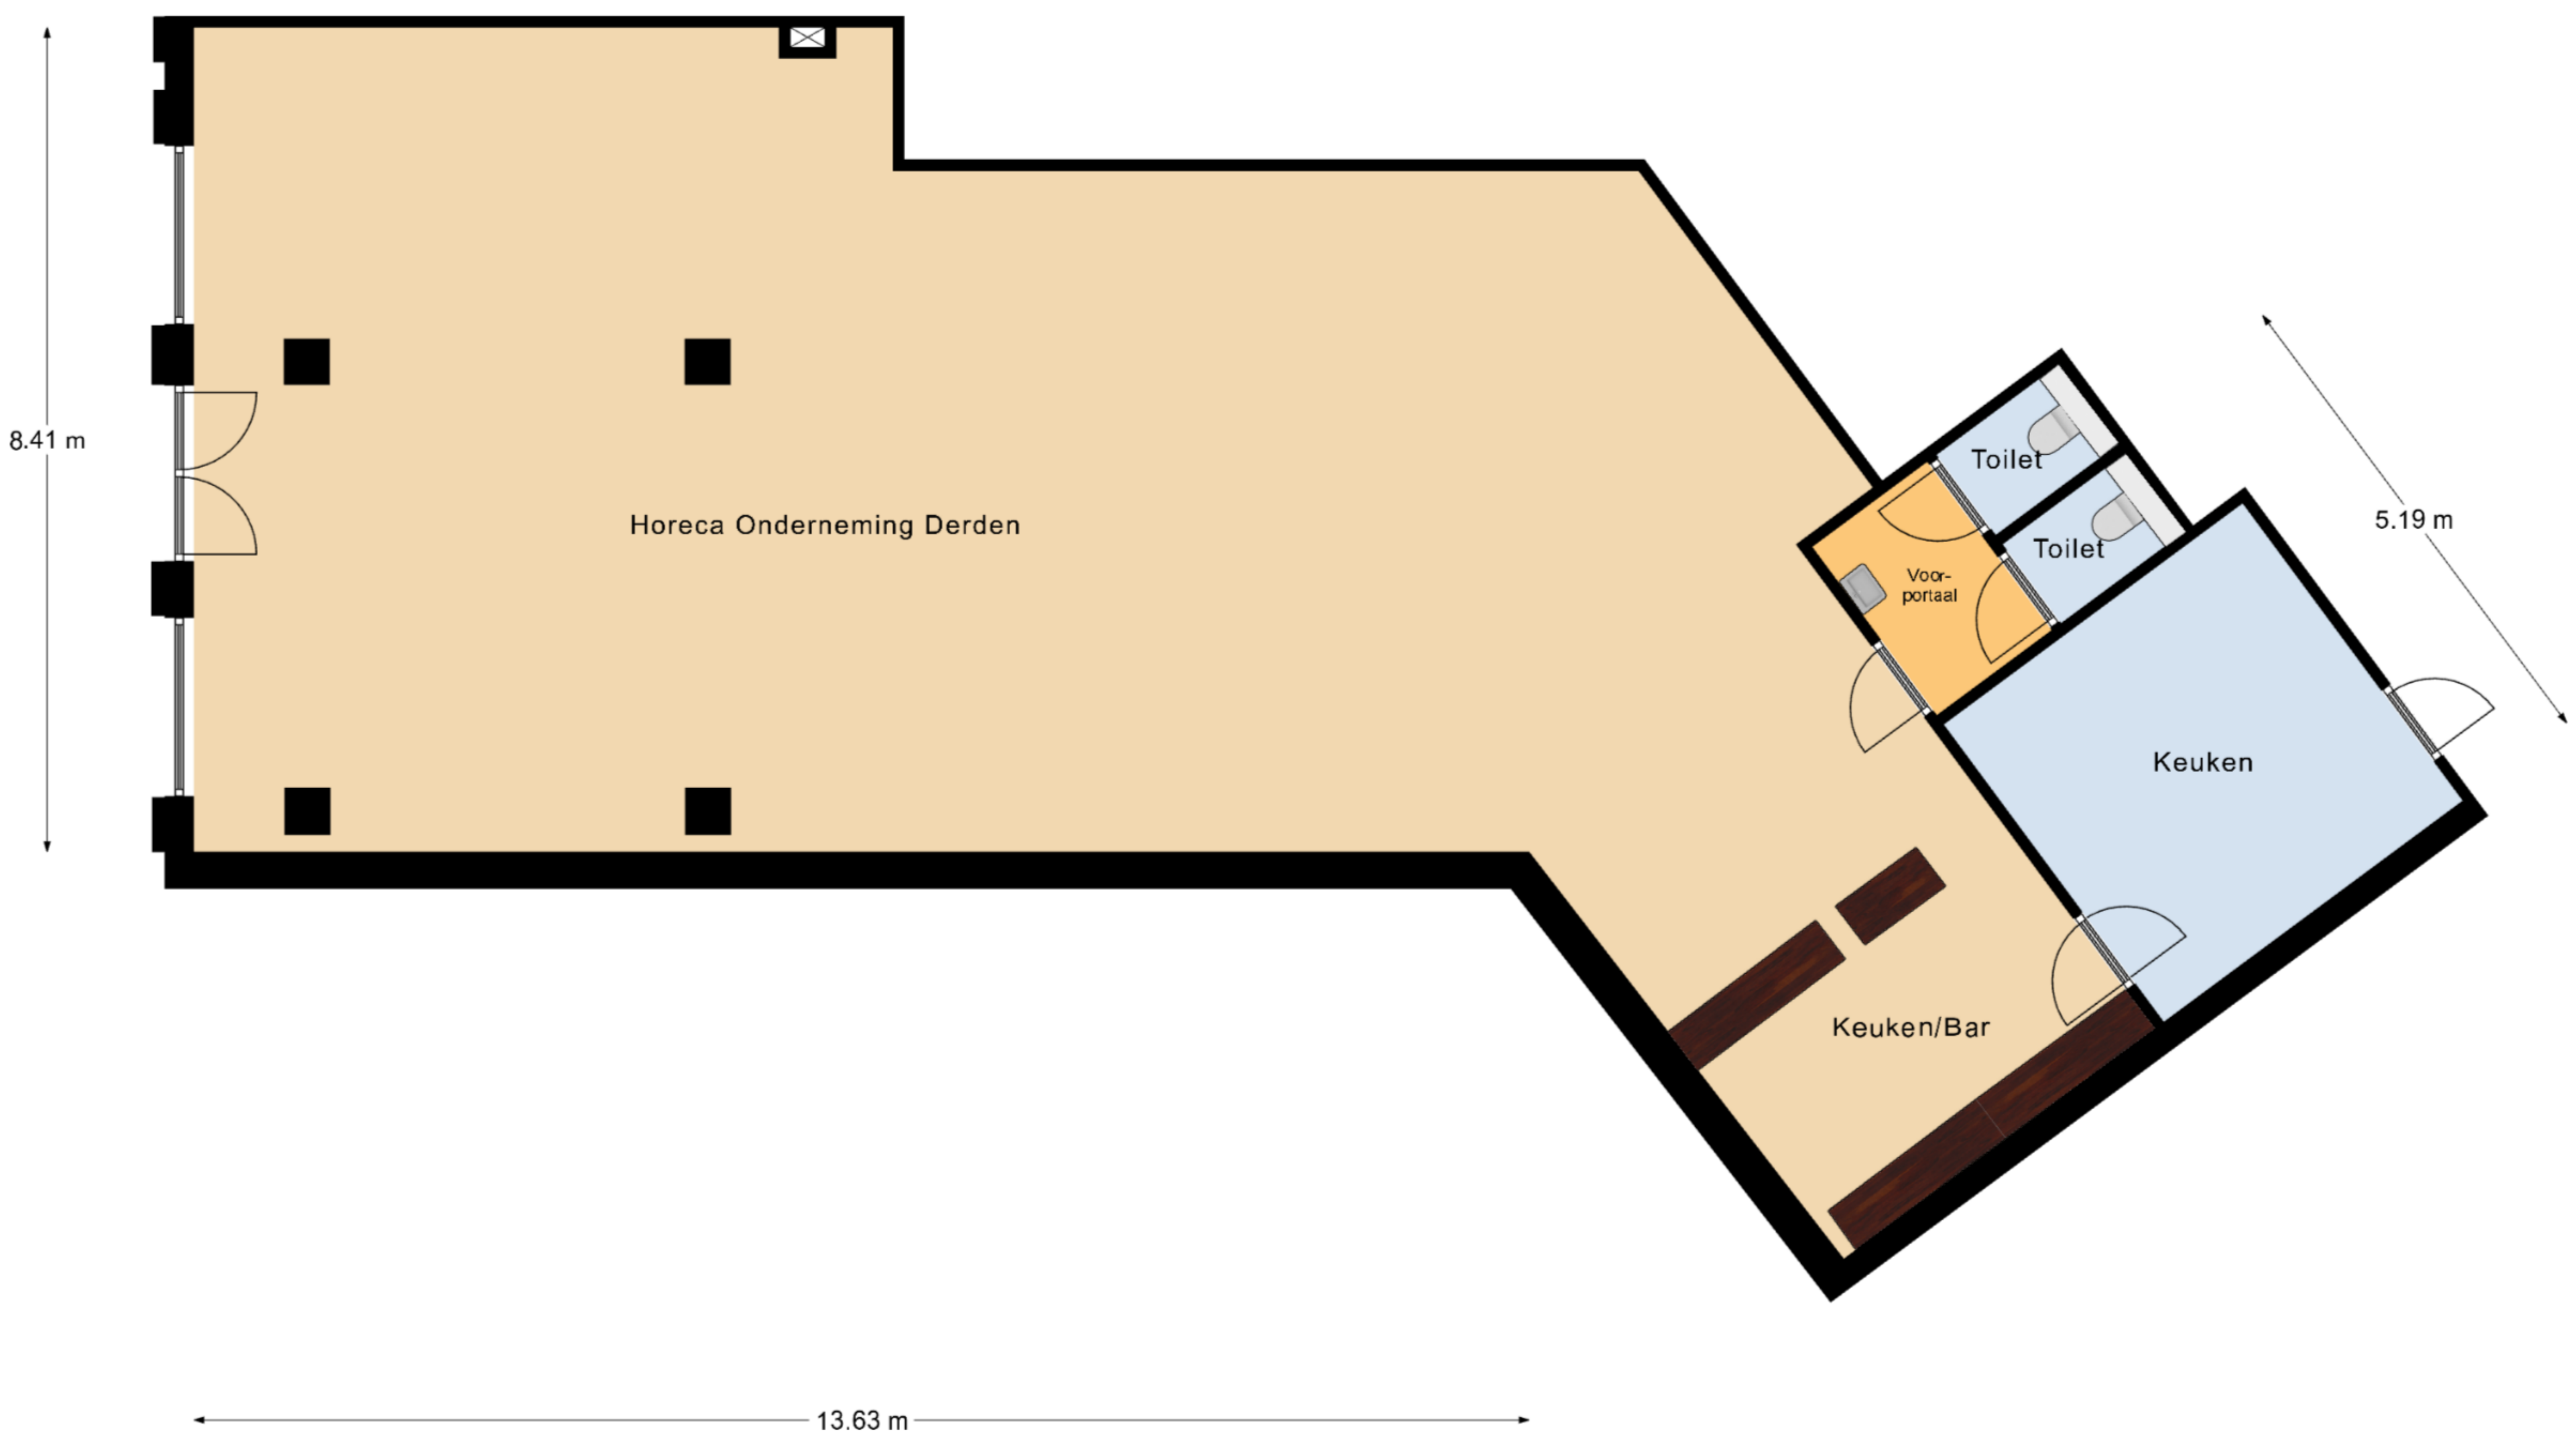 8.41 m
Horeca Onderneming Derden
Toilet
Toilet
Voor-
portaal
5.19 m
Keuken
Keuken/Bar
13.63 m